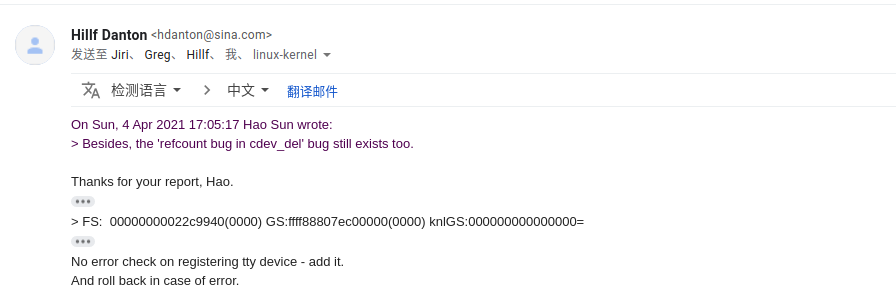 Hillf Danton <hdanton@sina.com>
发送至 Jiri、 Greg、 Hillf、 我、 linux-kernel
检测语言 > 中文 翻译邮件
On Sun, 4 Apr 2021 17:05:17 Hao Sun wrote:
> Besides, the 'refcount bug in cdev_del' bug still exists too.
Thanks for your report, Hao.
•••
> FS:  00000000022c9940(0000) GS:ffff88807ec00000(0000) knlGS:000000000000000=
•••
No error check on registering tty device - add it.
And roll back in case of error.